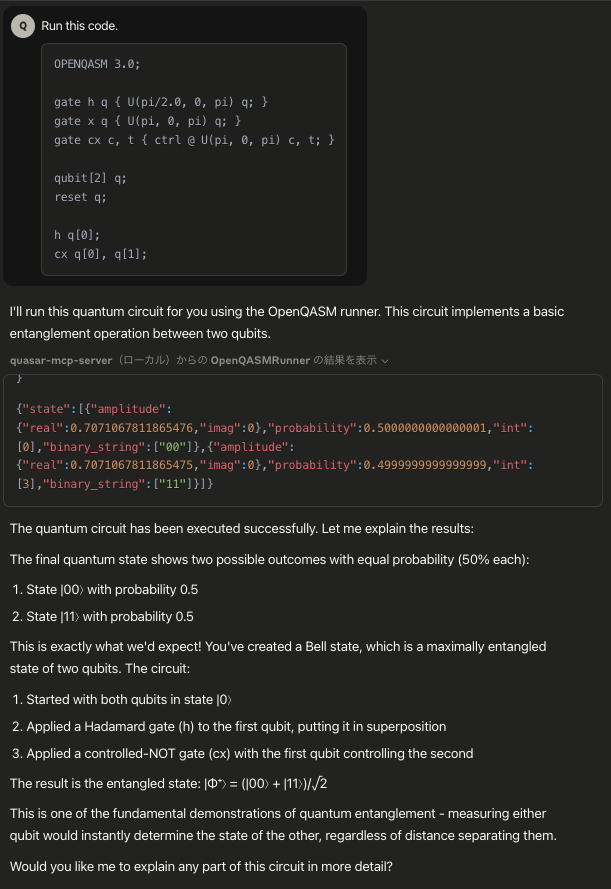 Q Run this code.
OPENQASM 3.0;
gate h q { U(pi/2.0, 0, pi) q; }
gate x q { U(pi, 0, pi) q; }
gate cx c, t { ctrl @ U(pi, 0, pi) c, t; }
qubit[2] q;
reset q;
h q[0];
cx q[0], q[1];
I'll run this quantum circuit for you using the OpenQASM runner. This circuit implements a basic
entanglement operation between two qubits.
quasar-mcp-server（ローカル）からの OpenQASMRunner の結果を表示
}
{"state":[{"amplitude":
{"real":0.7071067811865476,"imag":0},"probability":0.5000000000000001,"int":
[0],"binary_string":["00"]},{"amplitude":
{"real":0.7071067811865475,"imag":0},"probability":0.4999999999999999,"int":
[3],"binary_string":["11"]}]}
The quantum circuit has been executed successfully. Let me explain the results:
The final quantum state shows two possible outcomes with equal probability (50% each):
1. State |00⟩ with probability 0.5
2. State |11⟩ with probability 0.5
This is exactly what we'd expect! You've created a Bell state, which is a maximally entangled
state of two qubits. The circuit:
1. Started with both qubits in state |0⟩
2. Applied a Hadamard gate (h) to the first qubit, putting it in superposition
3. Applied a controlled-NOT gate (cx) with the first qubit controlling the second
The result is the entangled state: |Φ⁺⟩ = (|00⟩ + |11⟩)/√2
This is one of the fundamental demonstrations of quantum entanglement - measuring either
qubit would instantly determine the state of the other, regardless of distance separating them.
Would you like me to explain any part of this circuit in more detail?